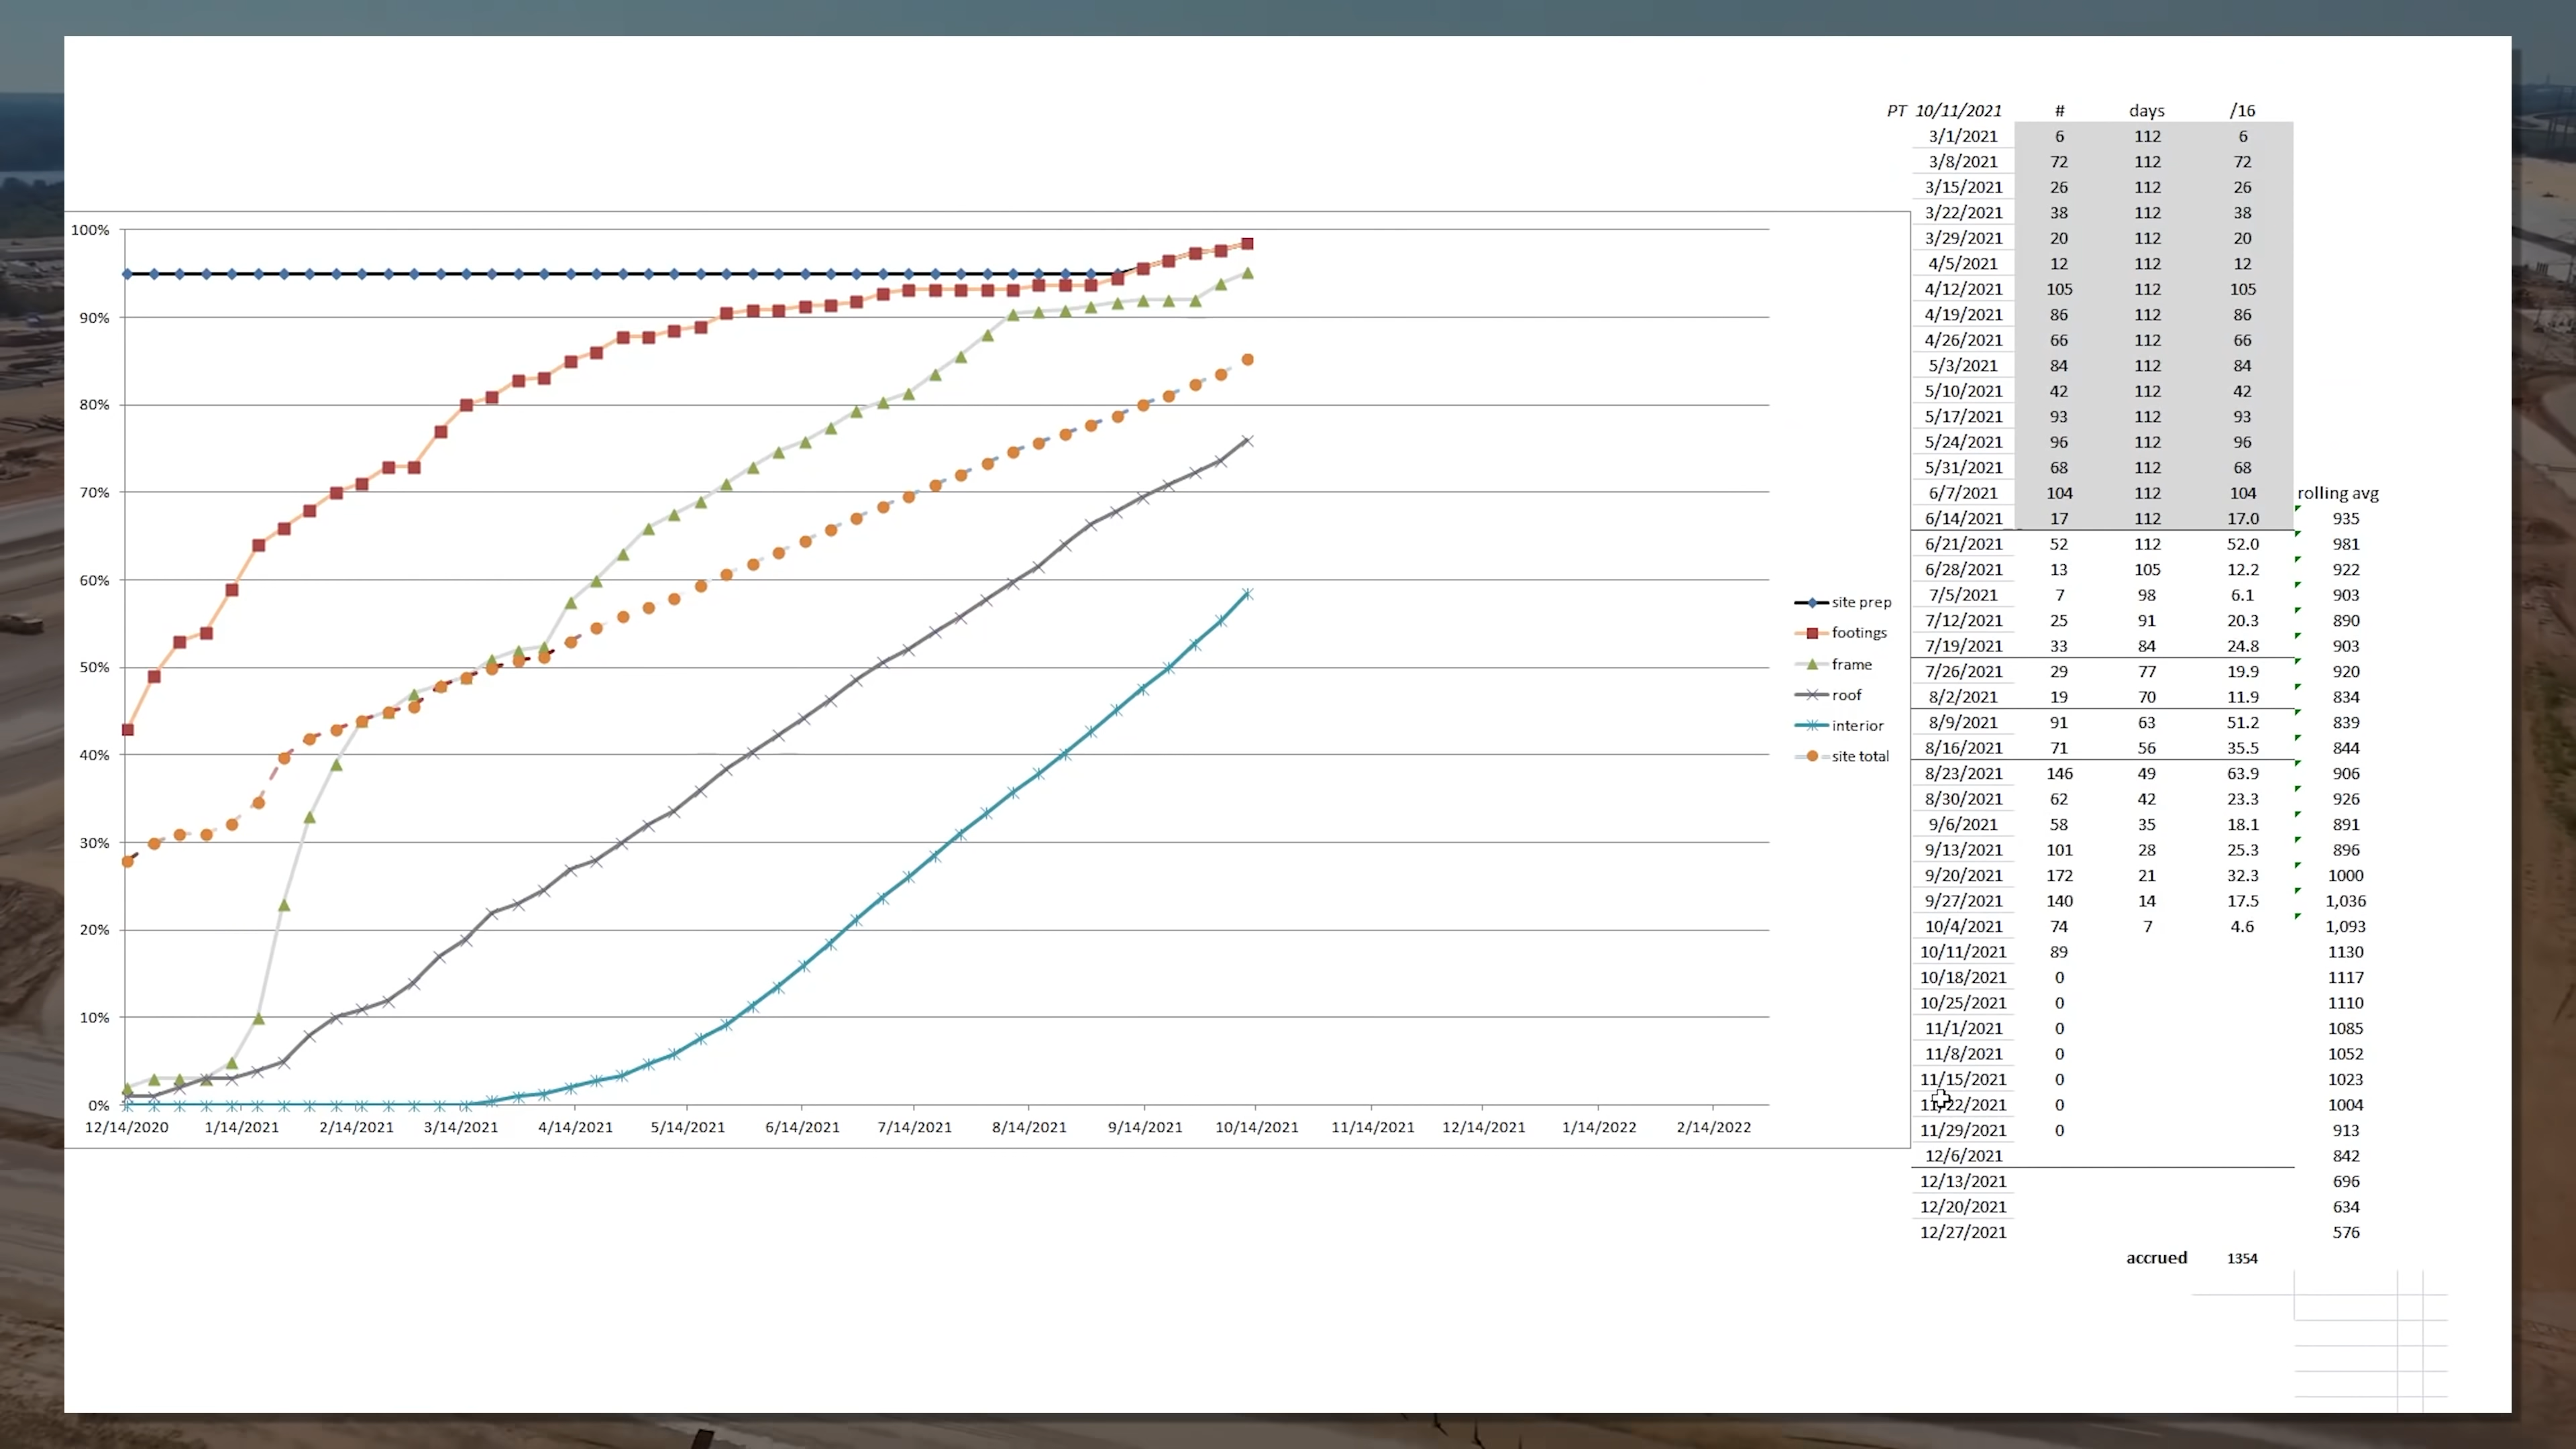 100%
90%
80%
70%
60%
50%
40%
30%
20%
10%
0%
12/14/2020 1/14/2021 2/14/2021 3/14/2021 4/14/2021 5/14/2021 6/14/2021 7/14/2021 8/14/2021 9/14/2021 10/14/2021 11/14/2021 12/14/2021 1/14/2022 2/14/2022
site prep
footings
frame
roof
interior
site total
PT 10/11/2021 # days /16
3/1/2021 6 112 6
3/8/2021 72 112 72
3/15/2021 26 112 26
3/22/2021 38 112 38
3/29/2021 20 112 20
4/5/2021 12 112 12
4/12/2021 105 112 105
4/19/2021 86 112 86
4/26/2021 66 112 66
5/3/2021 84 112 84
5/10/2021 42 112 42
5/17/2021 93 112 93
5/24/2021 96 112 96
5/31/2021 68 112 68
6/7/2021 104 112 104 rolling avg
6/14/2021 17 112 17.0 935
6/21/2021 52 112 52.0 981
6/28/2021 13 105 12.2 922
7/5/2021 7 98 6.1 903
7/12/2021 25 91 20.3 890
7/19/2021 33 84 24.8 903
7/26/2021 29 77 19.9 920
8/2/2021 19 70 11.9 834
8/9/2021 91 63 51.2 839
8/16/2021 71 56 35.5 844
8/23/2021 146 49 63.9 906
8/30/2021 62 42 23.3 926
9/6/2021 58 35 18.1 891
9/13/2021 101 28 25.3 896
9/20/2021 172 21 32.3 1000
9/27/2021 140 14 17.5 1,036
10/4/2021 74 7 4.6 1,093
10/11/2021 89 1130
10/18/2021 0 1117
10/25/2021 0 1110
11/1/2021 0 1085
11/8/2021 0 1052
11/15/2021 0 1023
11/22/2021 0 1004
11/29/2021 0 913
12/6/2021 842
12/13/2021 696
12/20/2021 634
12/27/2021 576
accrued 1354